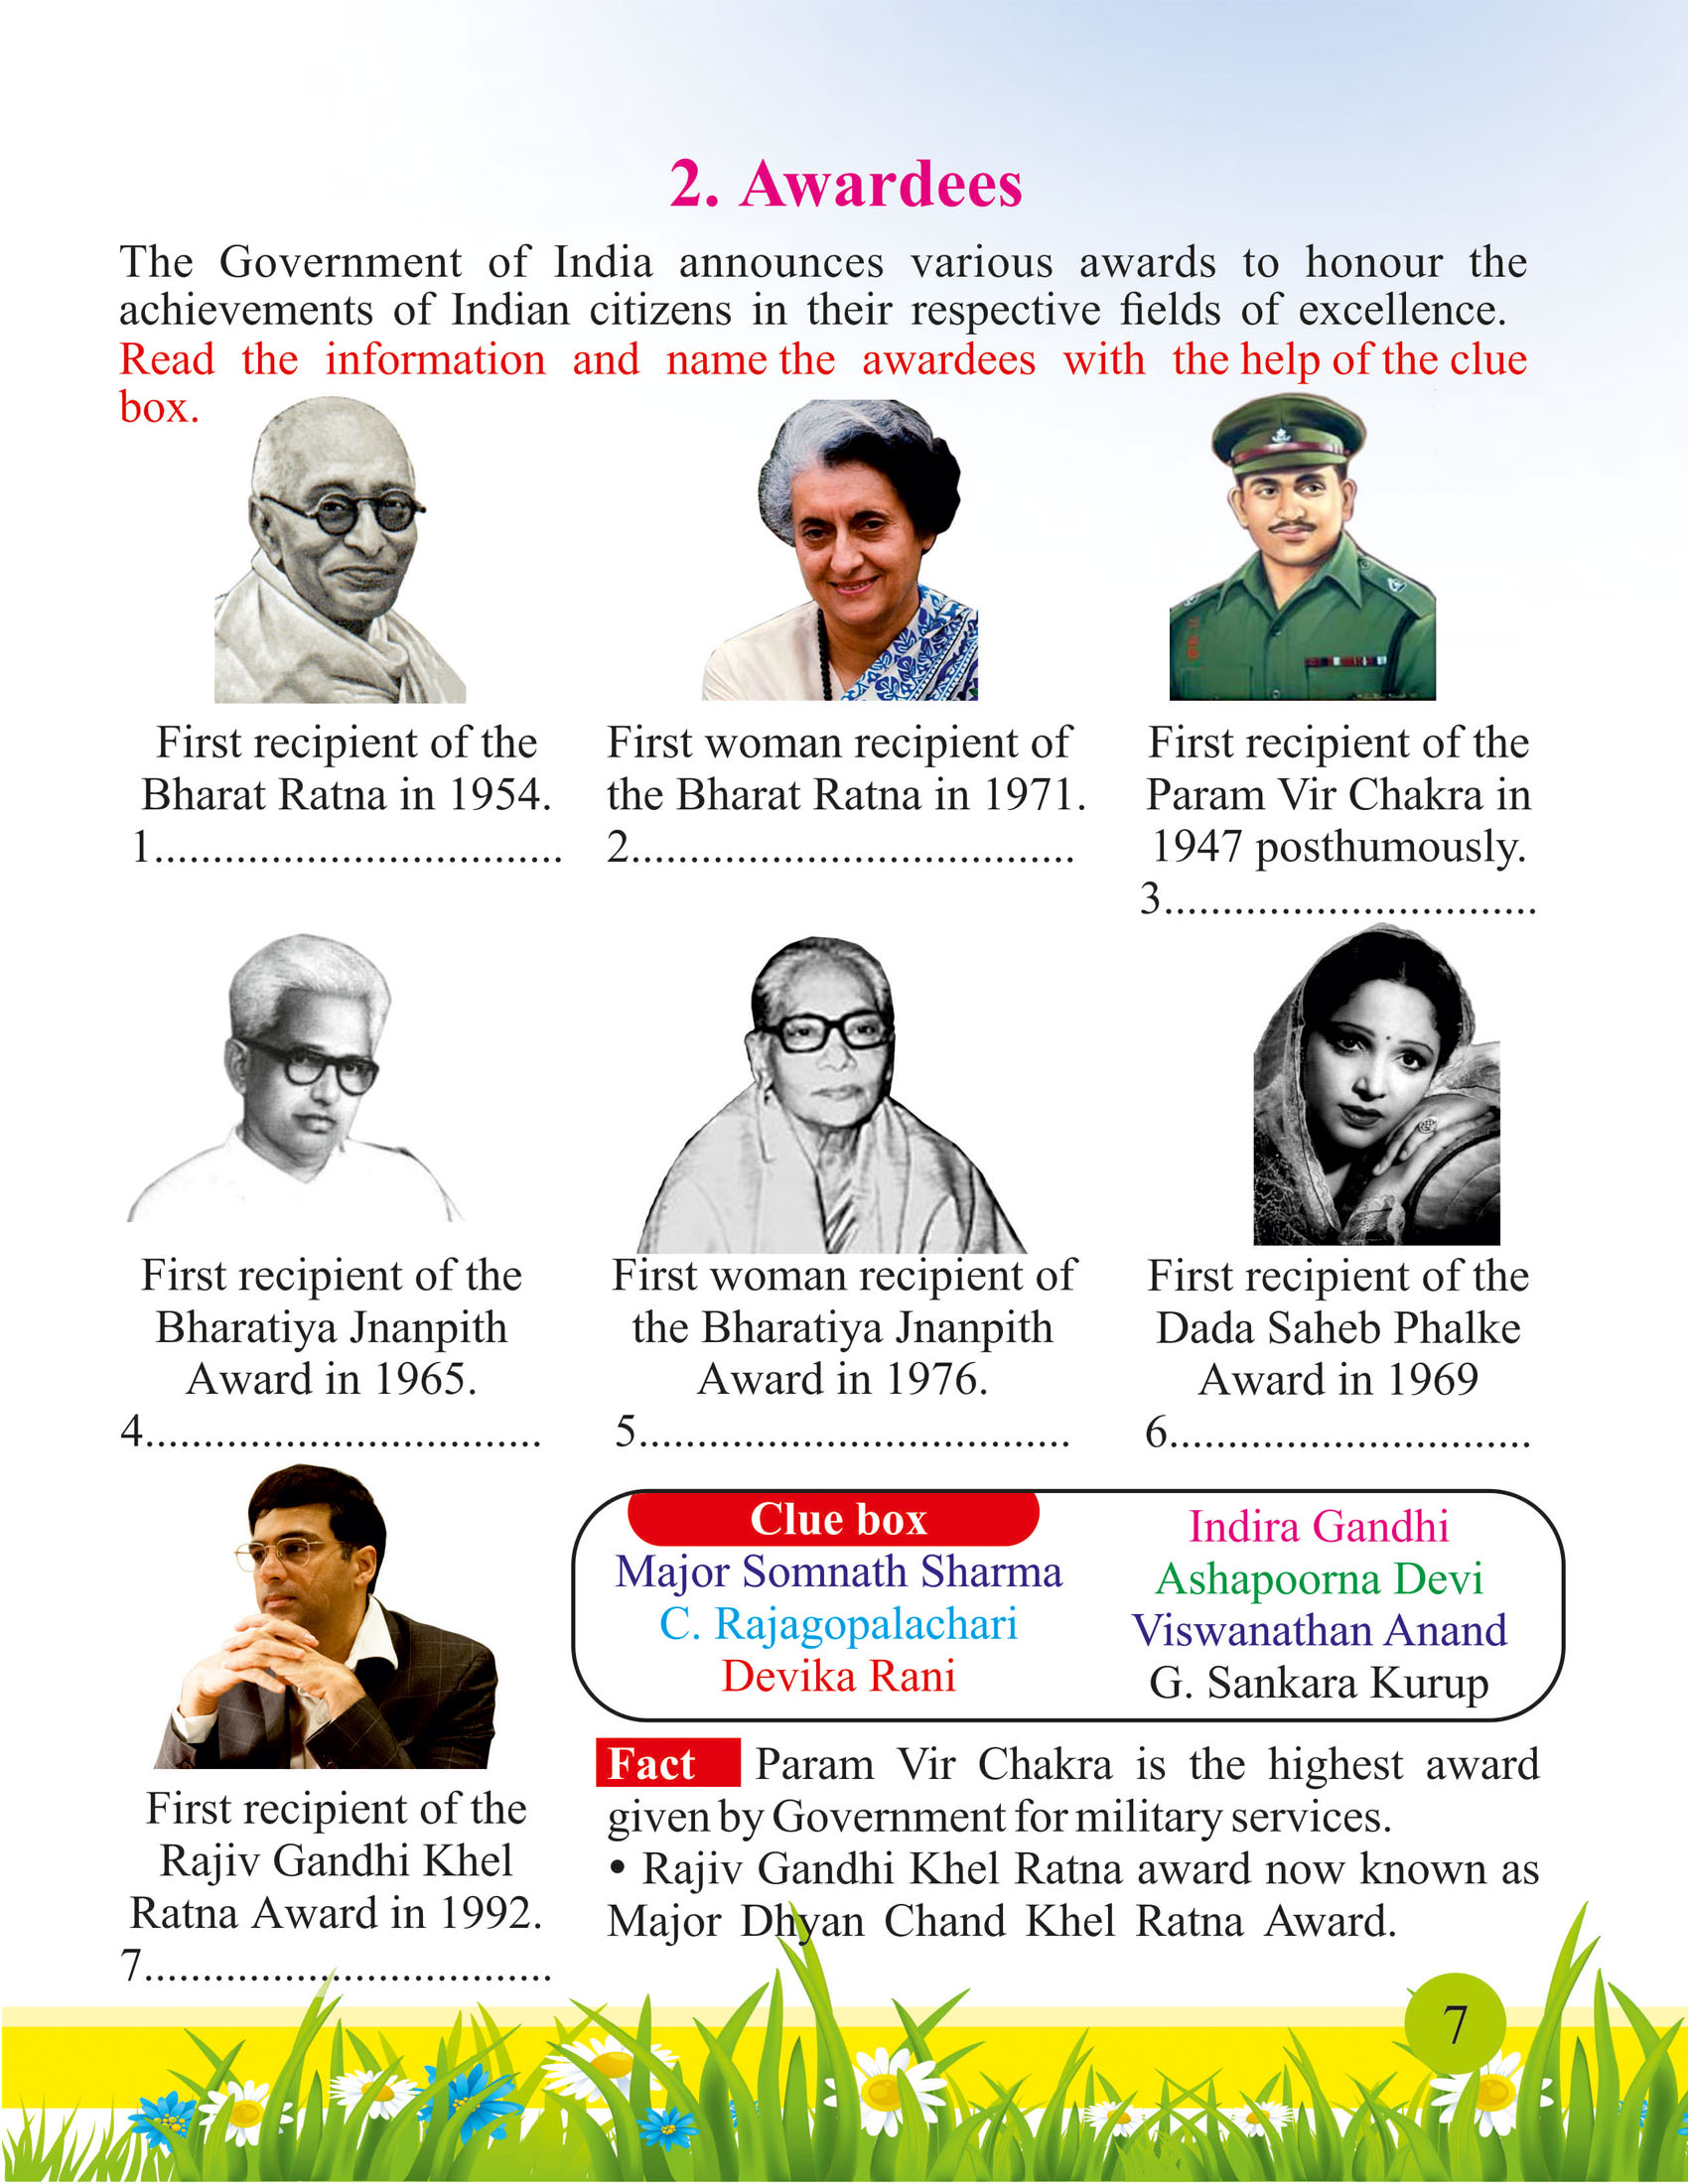 2. Awardees
The Government of India announces various awards to honour the
achievements of Indian citizens in their respective fields of excellence.
Read the information and name the awardees with the help of the clue
box.
First recipient of the
Bharat Ratna in 1954.
1...................................
First woman recipient of
the Bharat Ratna in 1971.
2......................................
First recipient of the
Param Vir Chakra in
1947 posthumously.
3................................
First recipient of the
Bharatiya Jnanpith
Award in 1965.
4..................................
First woman recipient of
the Bharatiya Jnanpith
Award in 1976.
5.....................................
First recipient of the
Dada Saheb Phalke
Award in 1969
6...............................
First recipient of the
Rajiv Gandhi Khel
Ratna Award in 1992.
7...................................
Clue box
Major Somnath Sharma
C. Rajagopalachari
Devika Rani
Indira Gandhi
Ashapoorna Devi
Viswanathan Anand
G. Sankara Kurup
Fact Param Vir Chakra is the highest award
given by Government for military services.
• Rajiv Gandhi Khel Ratna award now known as
Major Dhyan Chand Khel Ratna Award.
7